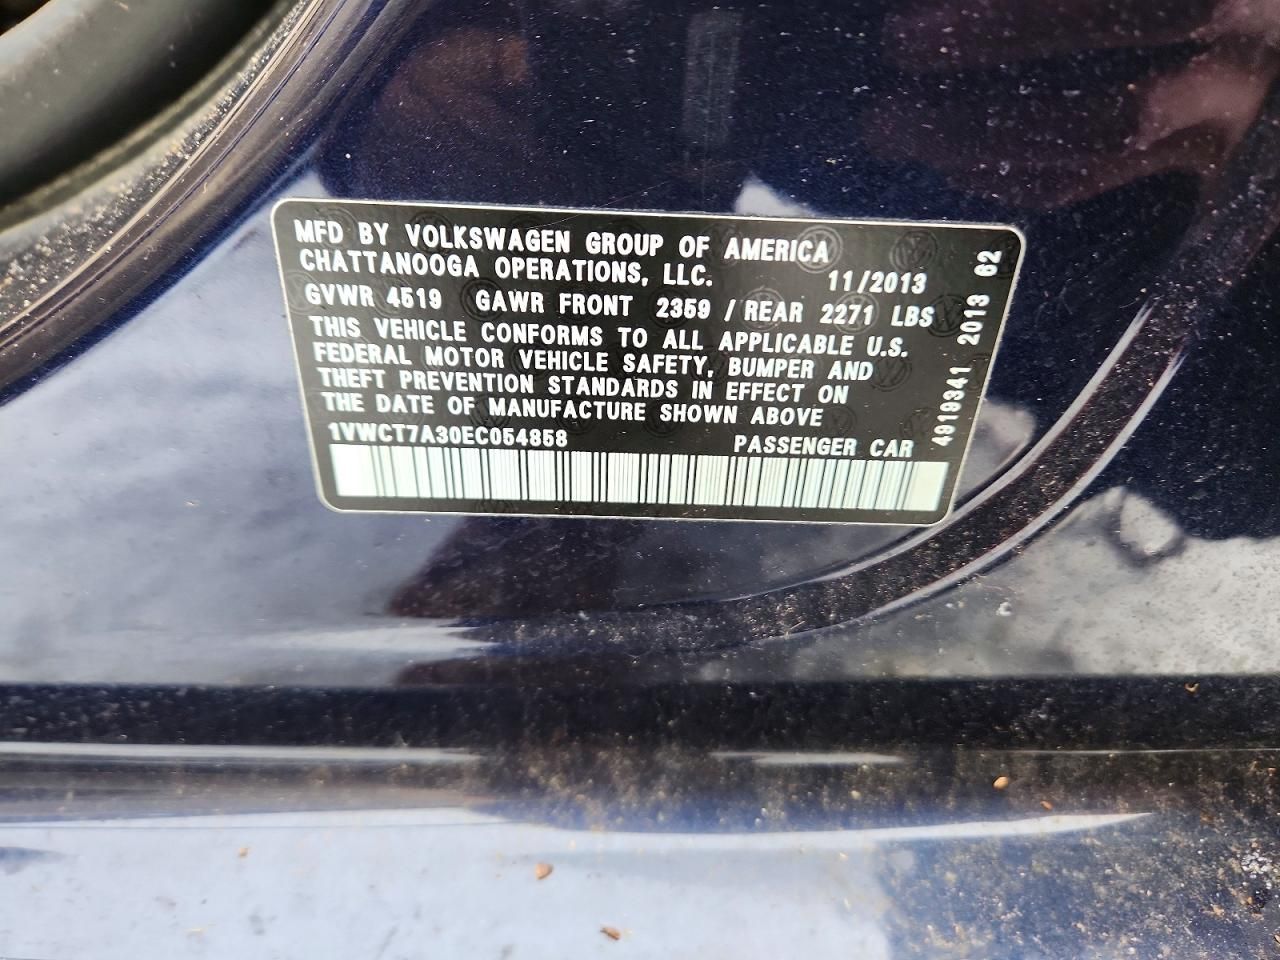 MFD BY VOLKSWAGEN GROUP OF AMERICA
CHATTANOOGA OPERATIONS, LLC. 11/2013
GVWR 4519 GAWR FRONT 2359 / REAR 2271 LBS
THIS VEHICLE CONFORMS TO ALL APPLICABLE U.S.
FEDERAL MOTOR VEHICLE SAFETY, BUMPER AND
THEFT PREVENTION STANDARDS IN EFFECT ON
THE DATE OF MANUFACTURE SHOWN ABOVE
1VWCT7A30EC054858 PASSENGER CAR
4919341 2013 62